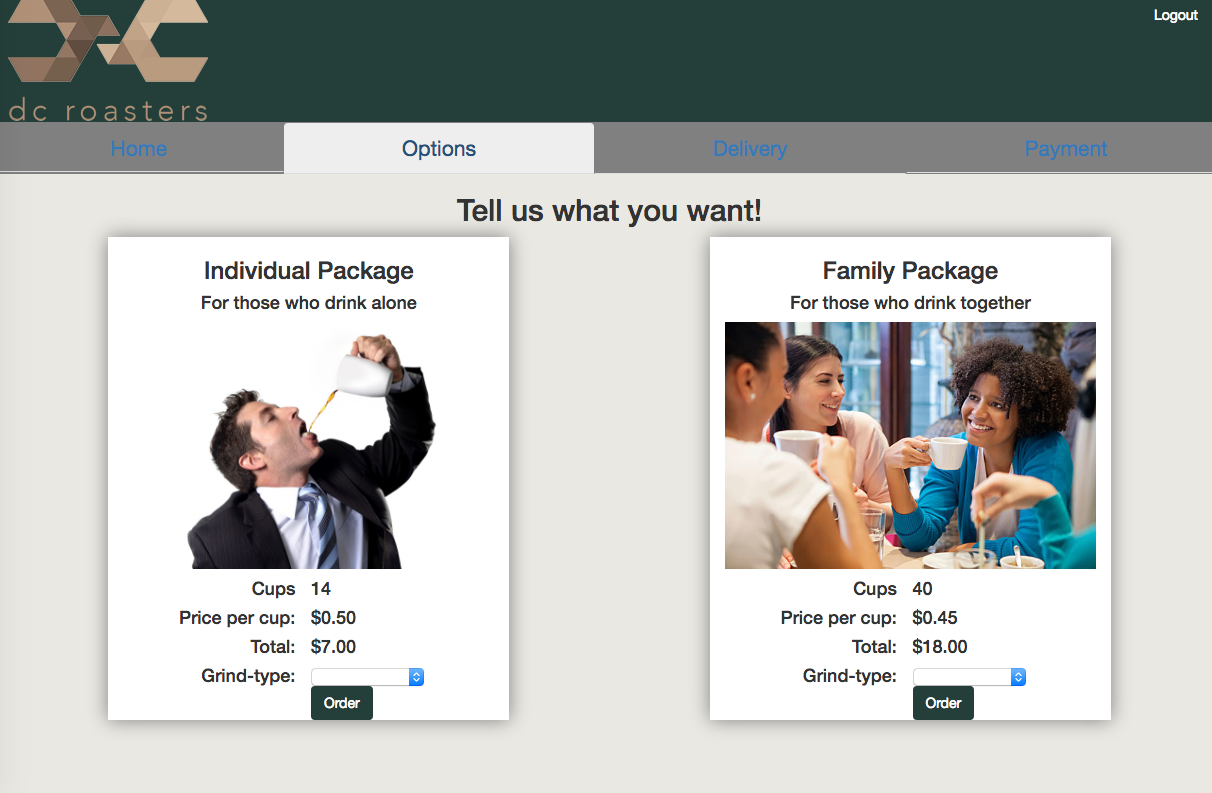 Logout
dc roasters
Home Options Delivery Payment
Tell us what you want!
Individual Package
For those who drink alone
Cups 14
Price per cup: $0.50
Total: $7.00
Grind-type:
Order
Family Package
For those who drink together
Cups 40
Price per cup: $0.45
Total: $18.00
Grind-type:
Order